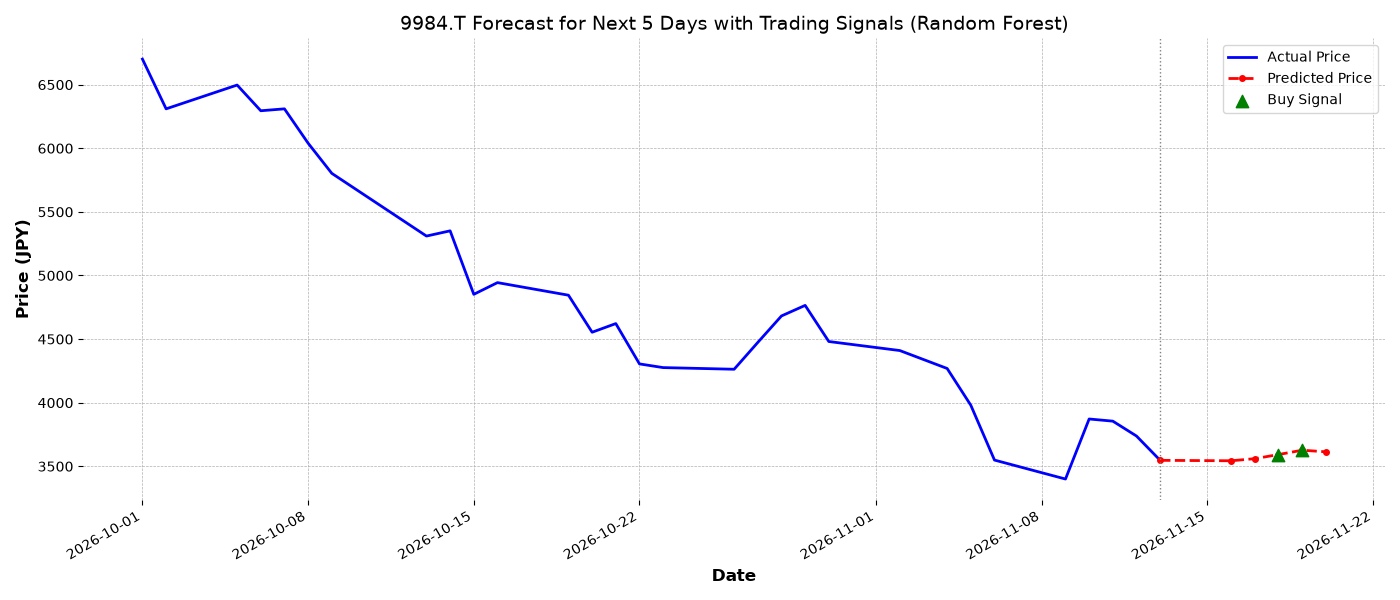 9984.T Forecast for Next 5 Days with Trading Signals (Random Forest)
Actual Price
Predicted Price
Buy Signal
Price (JPY)
6500
6000
5500
5000
4500
4000
3500
2026-10-01
2026-10-08
2026-10-15
2026-10-22
2026-11-01
2026-11-08
2026-11-15
2026-11-22
Date